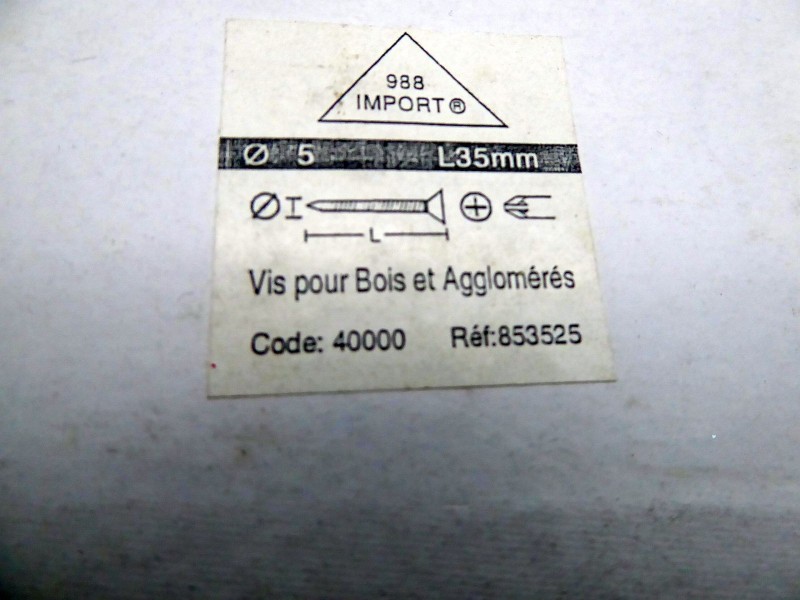 988
IMPORT®
Ø 5 L35mm
Ø
L
Vis pour Bois et Agglomérés
Code: 40000 Réf:853525